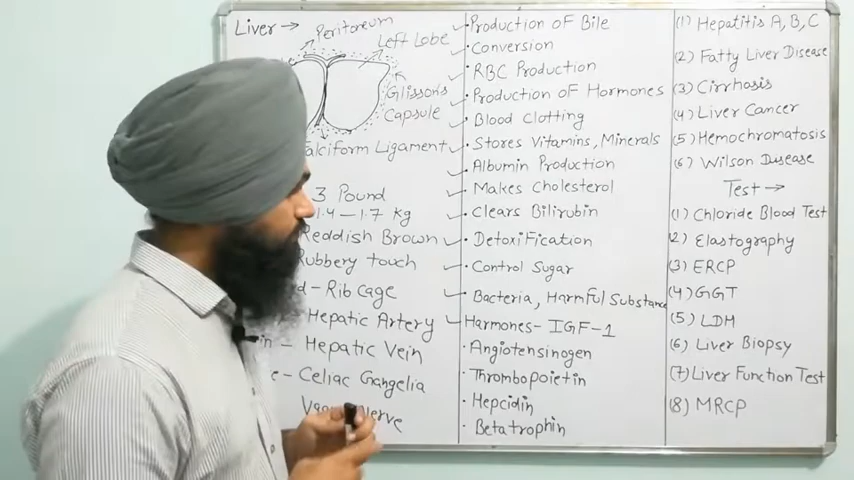 Liver →
Peritoreum
Left Lobe
Glisson's
Capsule
Falciform Ligament
3 Pound
1.4 - 1.7 kg
Reddish Brown
Rubbery Touch
- Rib Cage
Hepatic Artery
- Hepatic Vein
- Celiac Gangelia
Nerve
Production of Bile
Conversion
RBC Production
Production of Hormones
Blood Clotting
Stores Vitamins, Minerals
Albumin Production
Makes Cholesterol
Clears Bilirubin
Detoxification
Control Sugar
Bacteria, Harmful Substance
Harmones- IGF-1
• Angiotensinogen
• Thrombopoietin
• Hepcidin
• Betatrophin
(1) Hepatitis A, B, C
(2) Fatty Liver Disease
(3) Cirrhosis
(4) Liver Cancer
(5) Hemochromatosis
(6) Wilson Disease
Test →
(1) Chloride Blood Test
(2) Elastography
(3) ERCP
(4) GGT
(5) LDM
(6) Liver Biopsy
(7) Liver Function Test
(8) MRCP